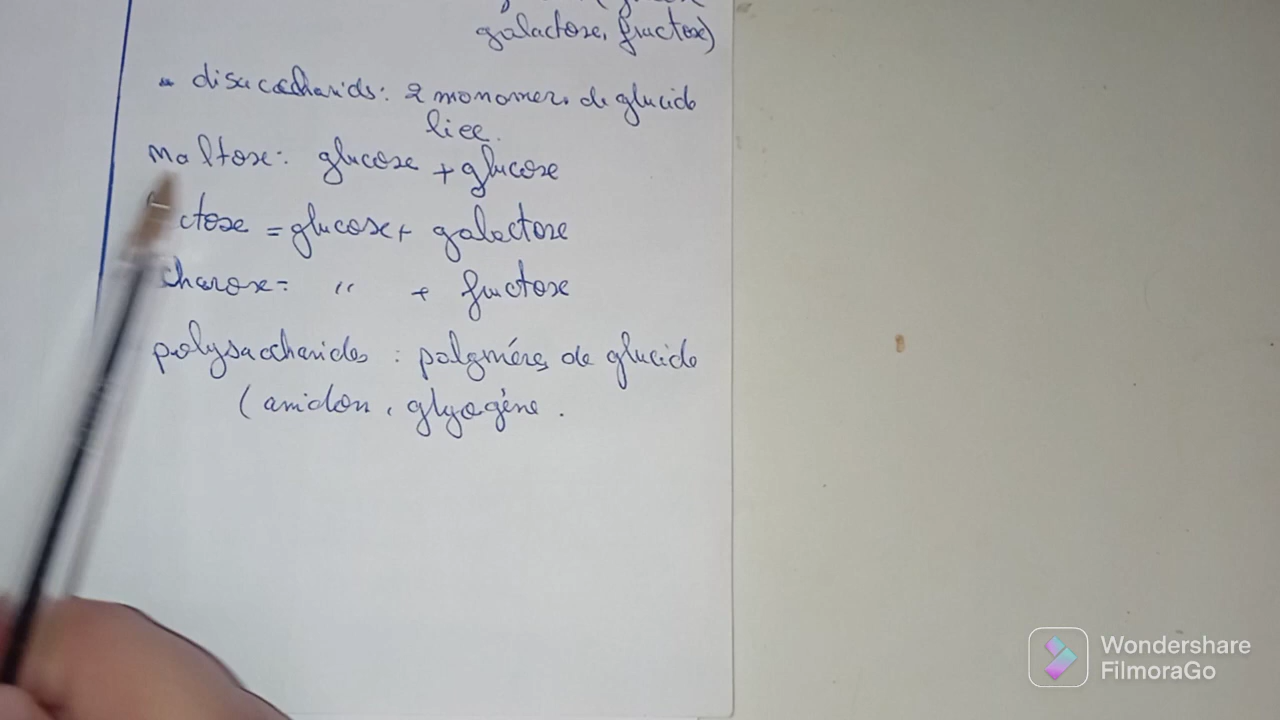 galactose, fructose)
- disaccharids: 2 monomers de glucide
liee.
Maltose: glucose + glucose
ctose = glucose + galactose
charose = " + fructose
polysaccharides : polymères de glucide
(amidon, glycogène.
Wondershare
FilmoraGo